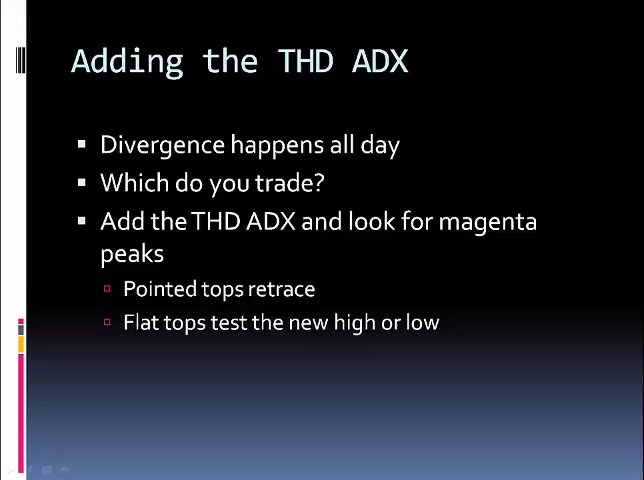 Adding the THD ADX
Divergence happens all day
Which do you trade?
Add the THD ADX and look for magenta
peaks
Pointed tops retrace
Flat tops test the new high or low